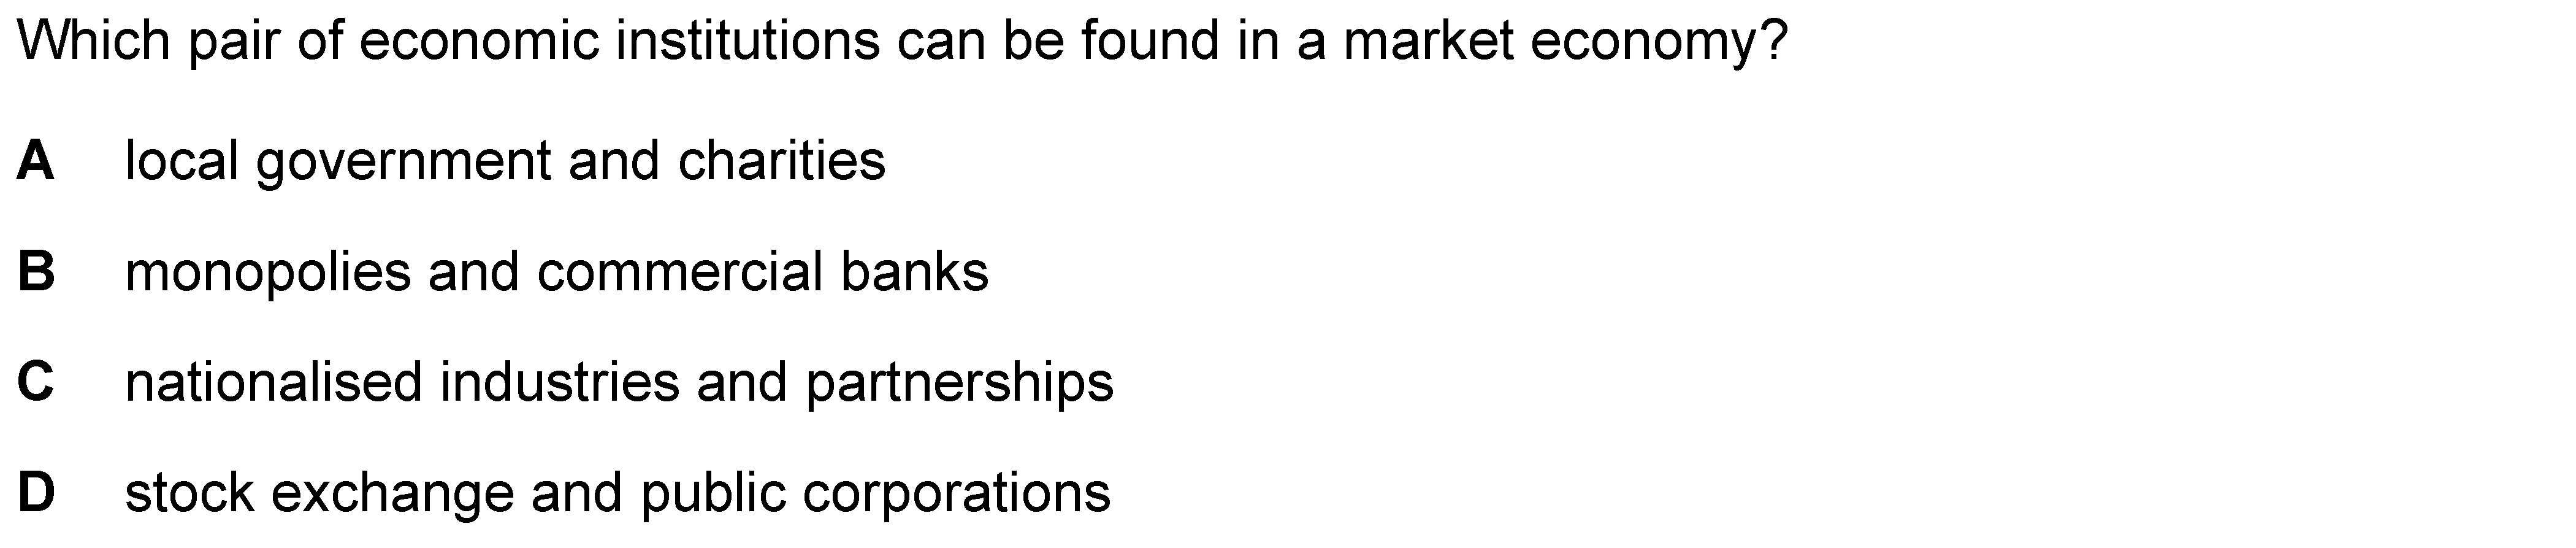 Which pair of economic institutions can be found in a market economy?
A local government and charities
B monopolies and commercial banks
C nationalised industries and partnerships
D stock exchange and public corporations